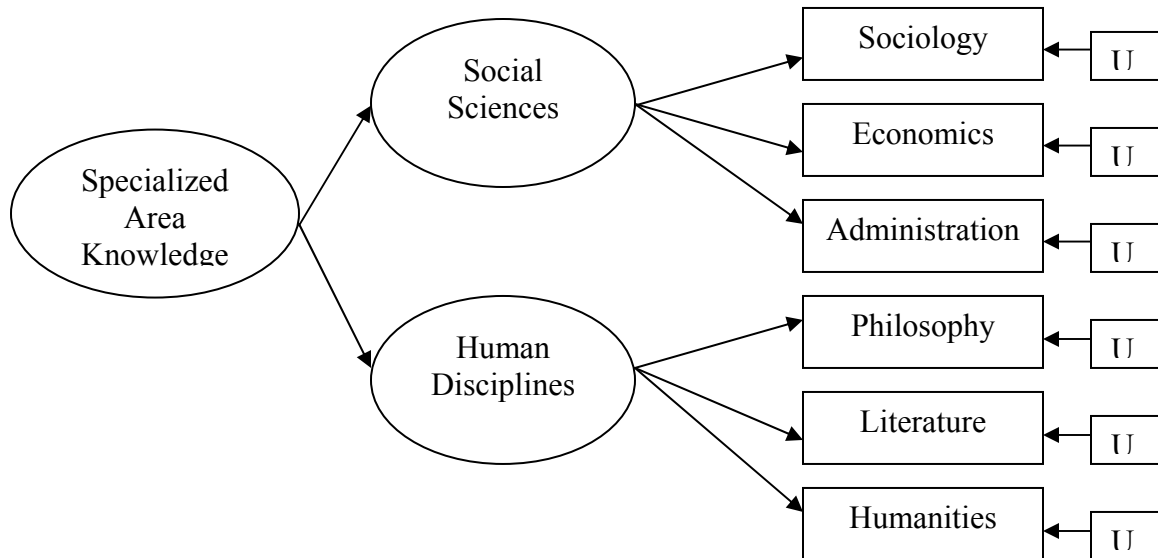 Sociology
U
Social
Sciences
Economics
U
Specialized
Area
Knowledge
Administration
U
Philosophy
U
Human
Disciplines
Literature
U
Humanities
U